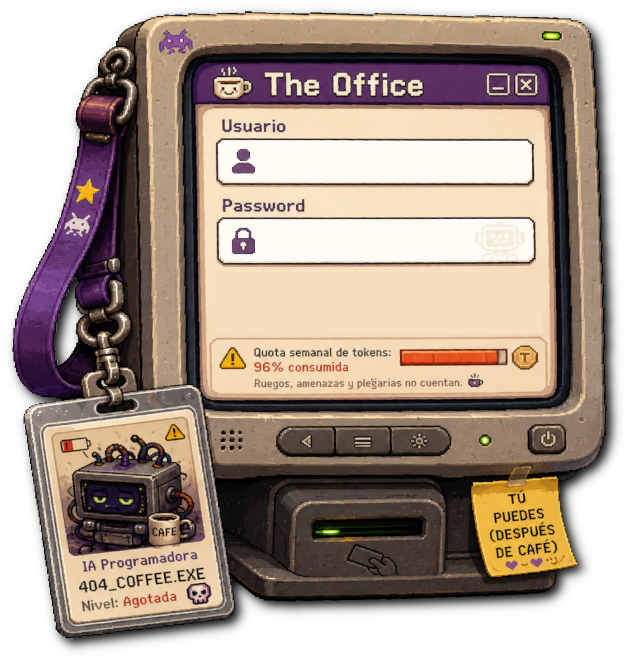 The Office
Usuario
Password
Quota semanal de tokens:
96% consumida
T
Ruegos, amenazas y plegarias no cuentan.
CAFE
IA Programadora
404_COFFEE.EXE
Nivel: Agotada
TÚ
PUEDES
(DESPUÉS
DE CAFÉ)